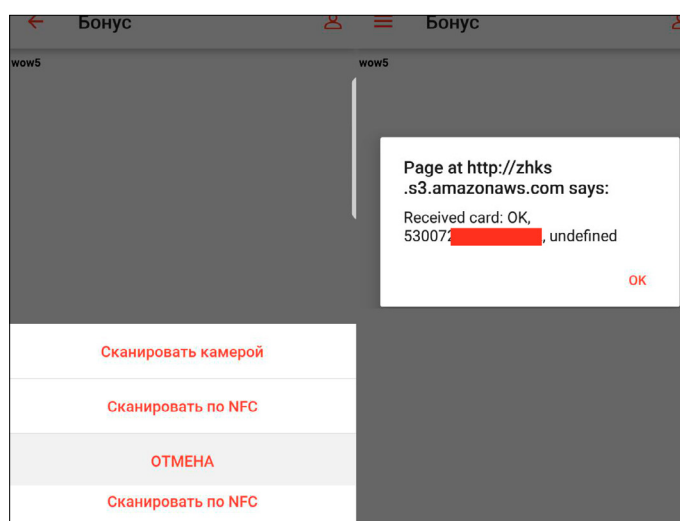 Бонус
wow5
Сканировать камерой
Сканировать по NFC
ОТМЕНА
Сканировать по NFC
Бонус
wow5
Page at http://zhks
.s3.amazonaws.com says:
Received card: OK,
530072 , undefined
OK